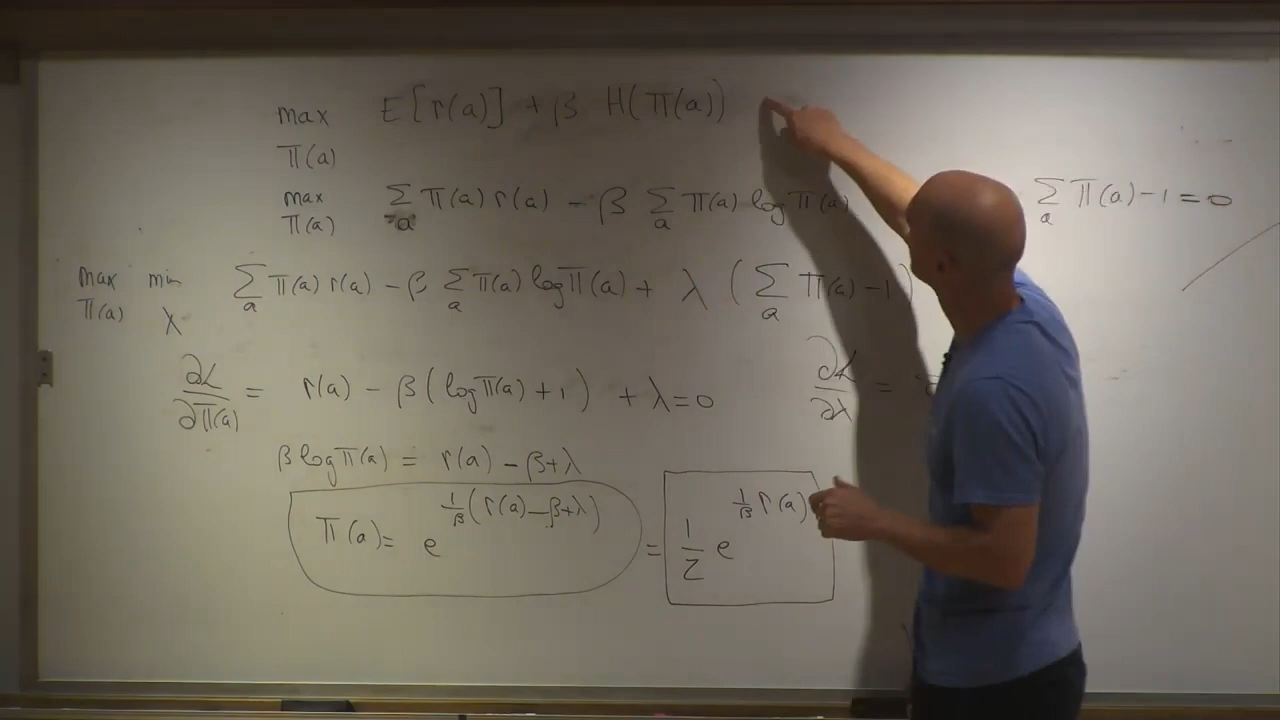 max E[r(a)] + β H(π(a))
π(a)
max ∑ π(a) r(a) - β ∑ π(a) log π(a) ∑ π(a) - 1 = 0
π(a) a a a
max min ∑ π(a) r(a) - β ∑ π(a) log π(a) + λ ( ∑ π(a) - 1 )
π(a) λ a a a
∂L/∂π(a) = r(a) - β ( log π(a) + 1 ) + λ = 0 ∂L/∂λ =
β log π(a) = r(a) - β + λ
π(a) = e^{1/β (r(a) - β + λ)} = 1/Z e^{1/β r(a)}